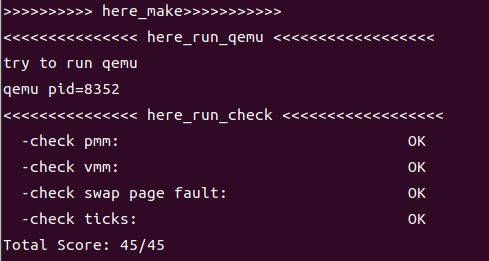 >>>>>>>>>> here_make>>>>>>>>>>>
<<<<<<<<<<<<<<< here_run_qemu <<<<<<<<<<<<<<<<<<
try to run qemu
qemu pid=8352
<<<<<<<<<<<<<<< here_run_check <<<<<<<<<<<<<<<<<<
-check pmm: OK
-check vmm: OK
-check swap page fault: OK
-check ticks: OK
Total Score: 45/45